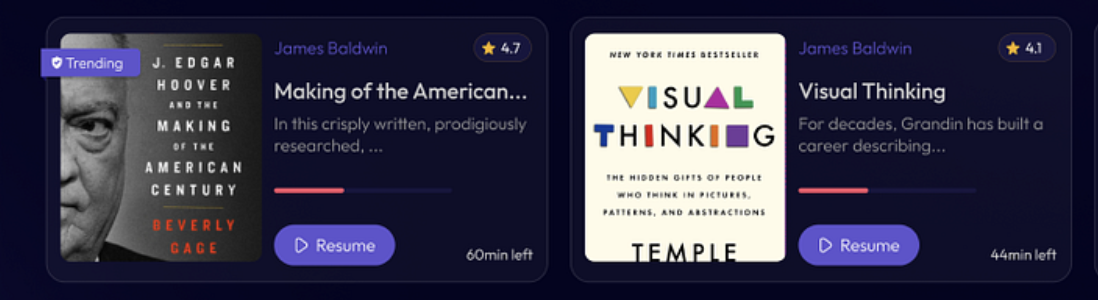 Trending
J. EDGAR
HOOVER
AND THE
MAKING
OF THE
AMERICAN
CENTURY
BEVERLY
GAGE
James Baldwin
4.7
Making of the American...
In this crisply written, prodigiously
researched, ...
Resume
60min left
NEW YORK TIMES BESTSELLER
VISUAL
THINKING
THE HIDDEN GIFTS OF PEOPLE
WHO THINK IN PICTURES,
PATTERNS, AND ABSTRACTIONS
TEMPLE
James Baldwin
4.1
Visual Thinking
For decades, Grandin has built a
career describing...
Resume
44min left